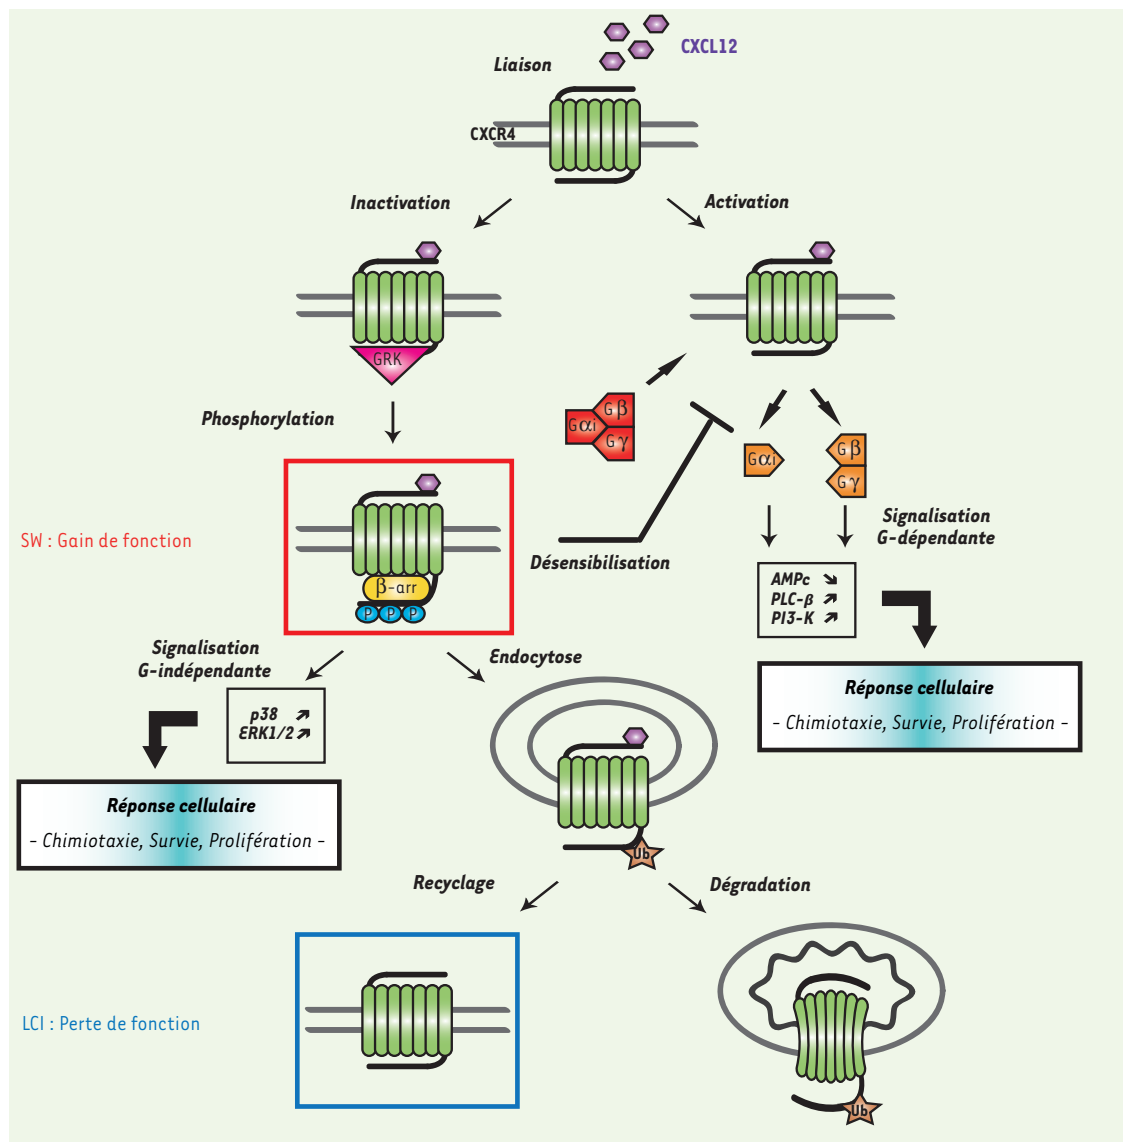 CXCL12
Liaison
CXCR4
Inactivation
Activation
GRK
Phosphorylation
Gαi
Gβ
Gγ
Gαi
Gβ
Gγ
SW : Gain de fonction
β-arr
P P P
Désensibilisation
Signalisation
G-dépendante
AMPc
PLC-β
PI3-K
Réponse cellulaire
- Chimiotaxie, Survie, Prolifération -
Signalisation
G-indépendante
Endocytose
p38
ERK1/2
Réponse cellulaire
- Chimiotaxie, Survie, Prolifération -
Ub
Recyclage
Dégradation
LCI : Perte de fonction
Ub